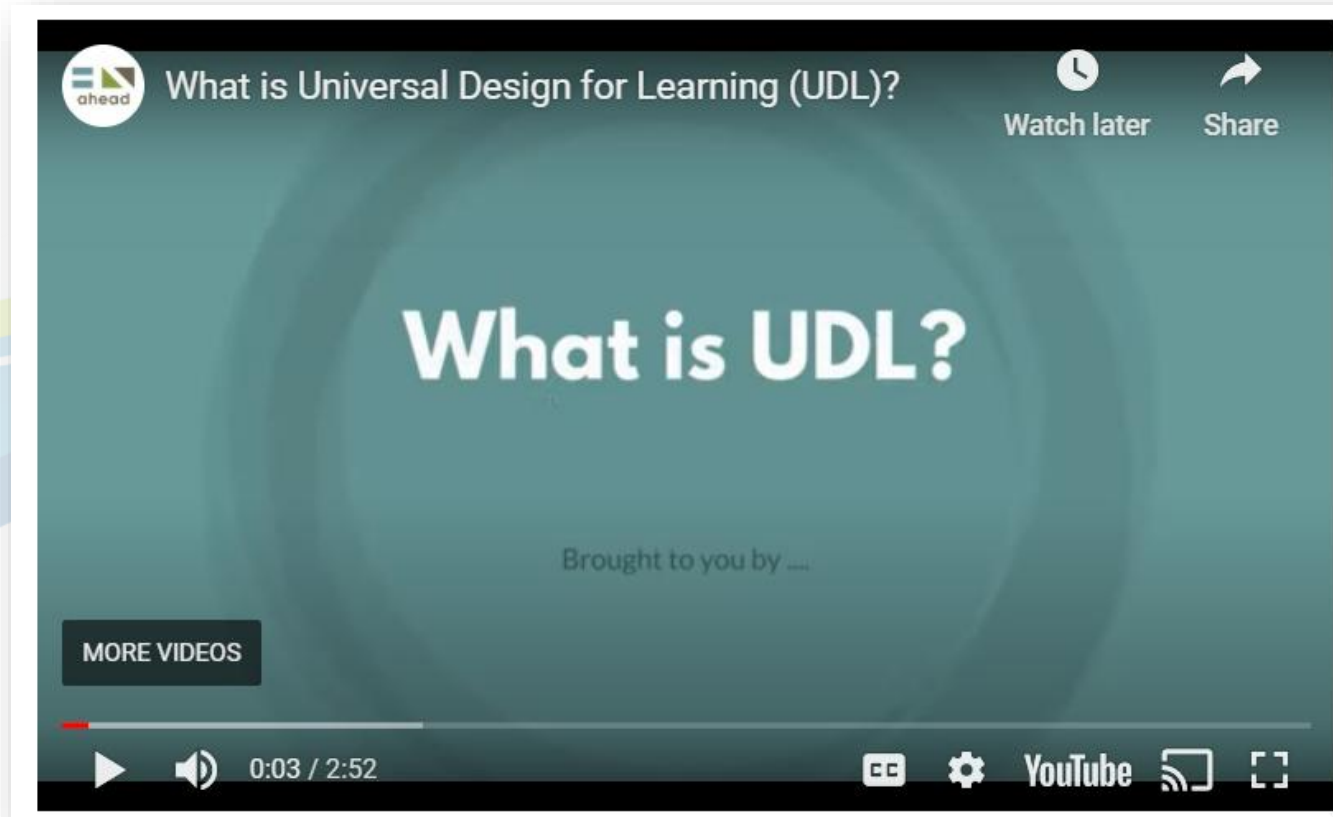 ahead
What is Universal Design for Learning (UDL)?
Watch later
Share
What is UDL?
Brought to you by ....
MORE VIDEOS
0:03 / 2:52
CC
YouTube